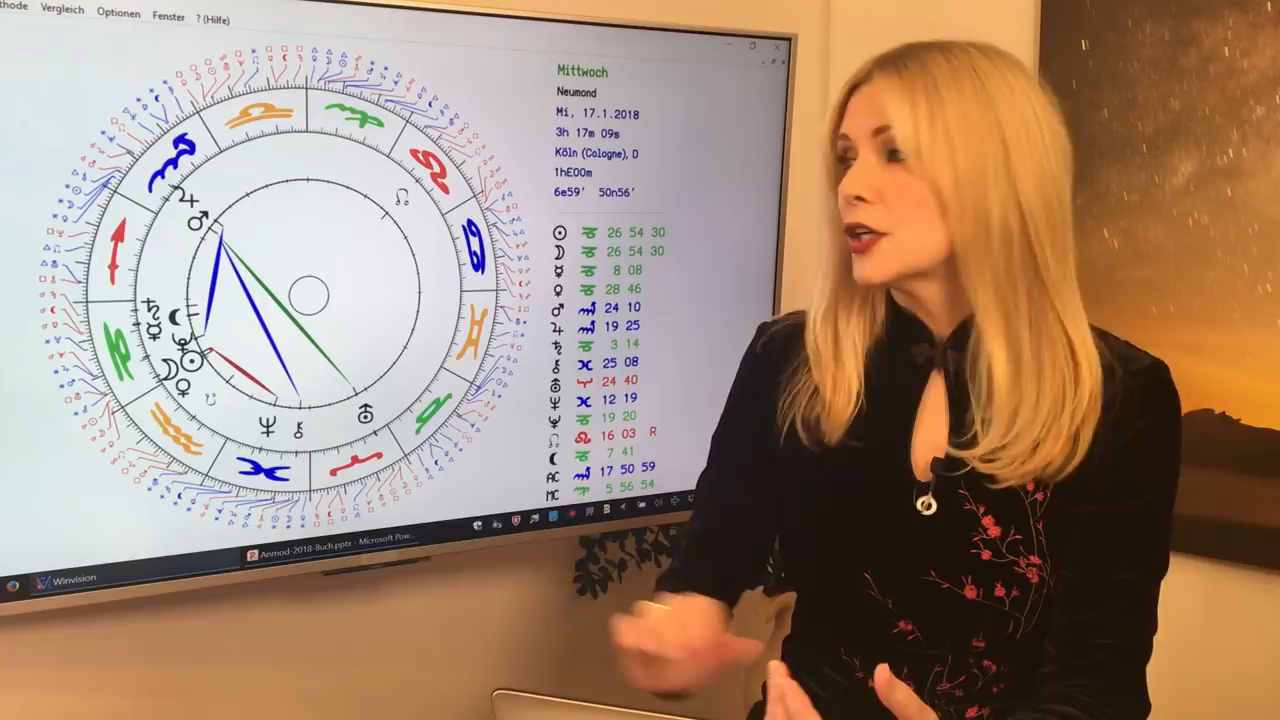 thode Vergleich Optionen Fenster ? (Hilfe)
Mittwoch
Neumond
Mi, 17.1.2018
3h 17m 09s
Köln (Cologne), D
1hE00m
6e59' 50n56'
☉ ♑ 26 54 30
☽ ♑ 26 54 30
☿ ♑ 8 08
♀ ♑ 28 46
♂ ♏ 24 10
♃ ♏ 19 25
♄ ♑ 3 14
⚷ ♓ 25 08
⛢ ♈ 24 40
♆ ♓ 12 19
♇ ♑ 19 20
☊ ♌ 16 03 R
⚸ ♑ 7 41
AC ♏ 17 50 59
MC ♍ 5 56 54
Anmod-2018-Buch.pptx - Microsoft Pow...
Winvision